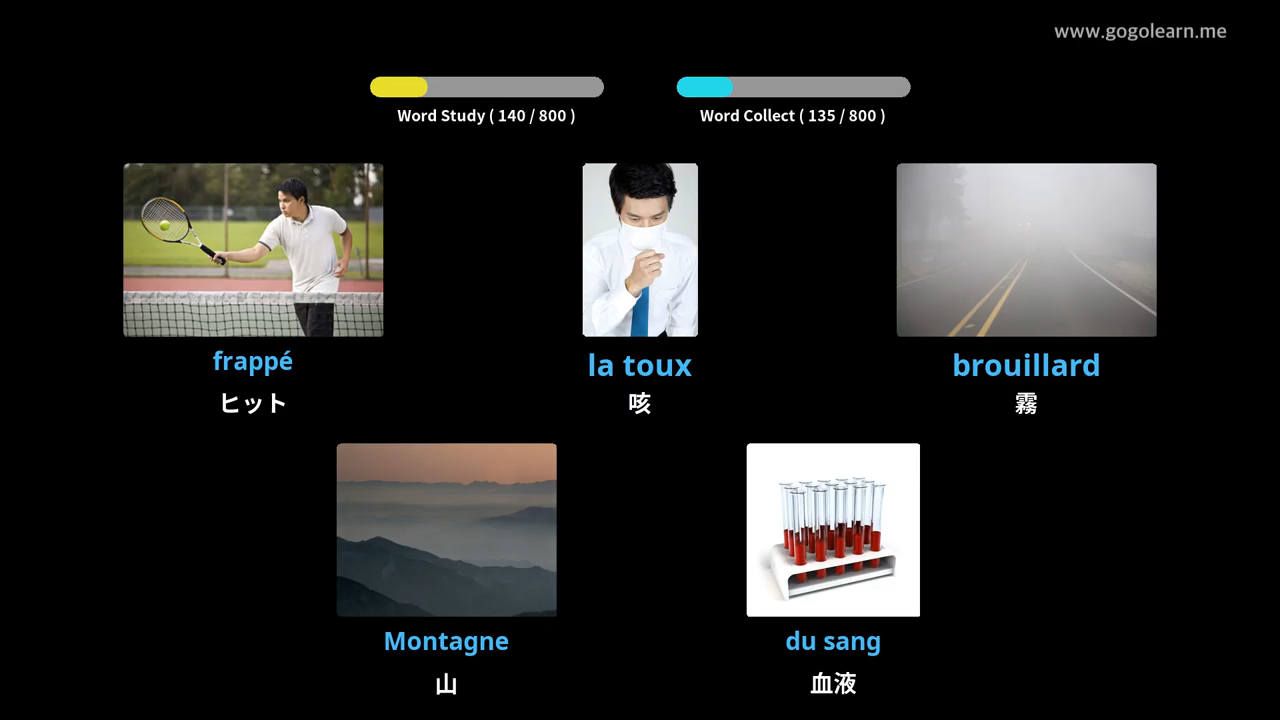 www.gogolearn.me
Word Study ( 140 / 800 )
Word Collect ( 135 / 800 )
frappé
ヒット
la toux
咳
brouillard
霧
Montagne
山
du sang
血液